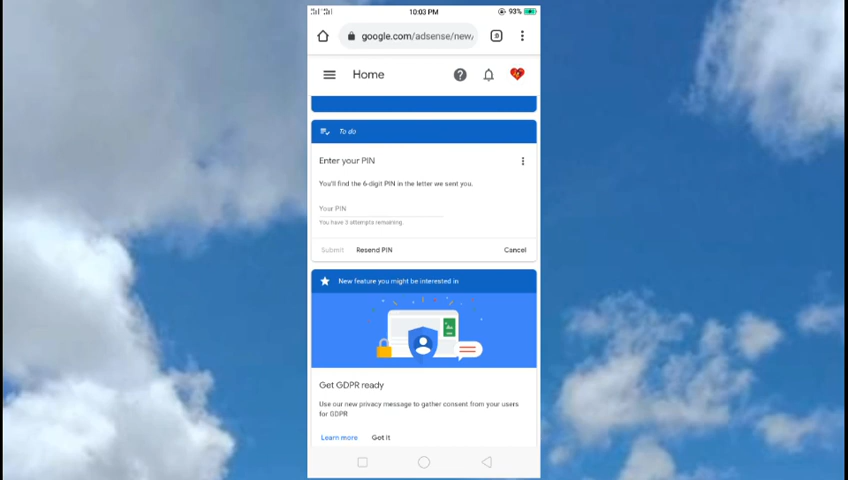 10:03 PM
93%
google.com/adsense/new/
Home
To do
Enter your PIN
You'll find the 6-digit PIN in the letter we sent you.
Your PIN
You have 3 attempts remaining.
Submit
Resend PIN
Cancel
New feature you might be interested in
Get GDPR ready
Use our new privacy message to gather consent from your users
for GDPR
Learn more
Got it